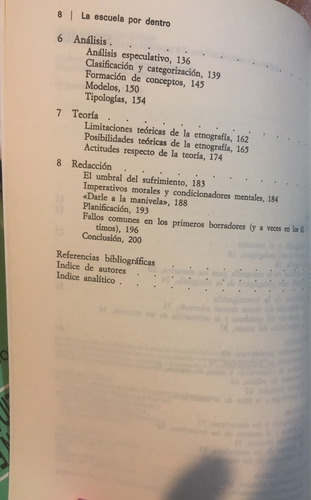 8 | La escuela por dentro
6 Análisis . . . . . . . .
Análisis especulativo, 136
Clasificación y categorización, 139
Formación de conceptos, 145
Modelos, 150
Tipologías, 154
7 Teoría . . . . . . . .
Limitaciones teóricas de la etnografía, 162
Posibilidades teóricas de la etnografía, 165
Actitudes respecto de la teoría, 174
8 Redacción . . . . . . . .
El umbral del sufrimiento, 183
Imperativos morales y condicionadores mentales, 184
«Darle a la manivela», 188
Planificación, 193
Fallos comunes en los primeros borradores (y a veces en los
timos), 196
Conclusión, 200
Referencias bibliográficas . . . . . . . .
Indice de autores . . . . . . . .
Indice analítico . . . . . . . .